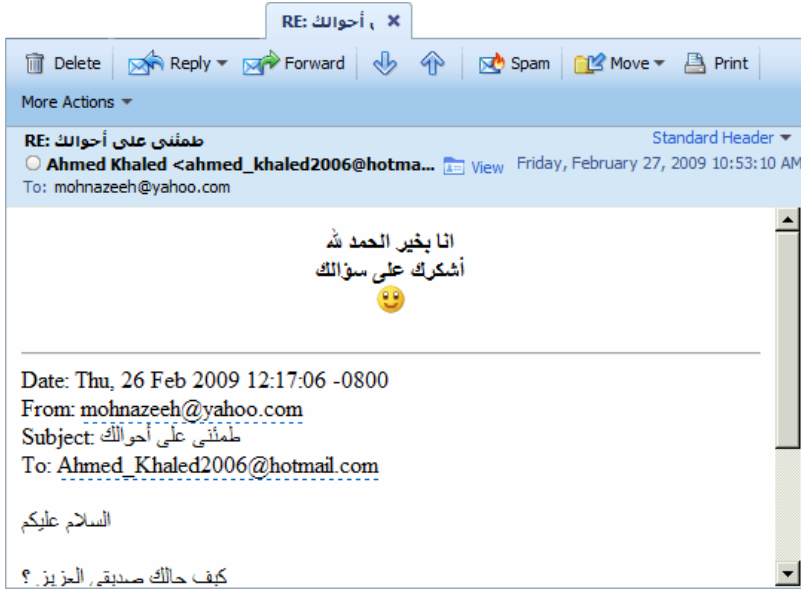 RE: ي أحوالك
Delete Reply Forward Spam Move Print
More Actions
RE: طمئنى على أحوالك
Standard Header
Ahmed Khaled <ahmed_khaled2006@hotma... View Friday, February 27, 2009 10:53:10 AM
To: mohnazeeh@yahoo.com
انا بخير الحمد لله
أشكرك على سؤالك
Date: Thu, 26 Feb 2009 12:17:06 -0800
From: mohnazeeh@yahoo.com
Subject: طمئنى على أحوالك
To: Ahmed_Khaled2006@hotmail.com
السلام عليكم
كيف حالك صديقى العزيز ؟